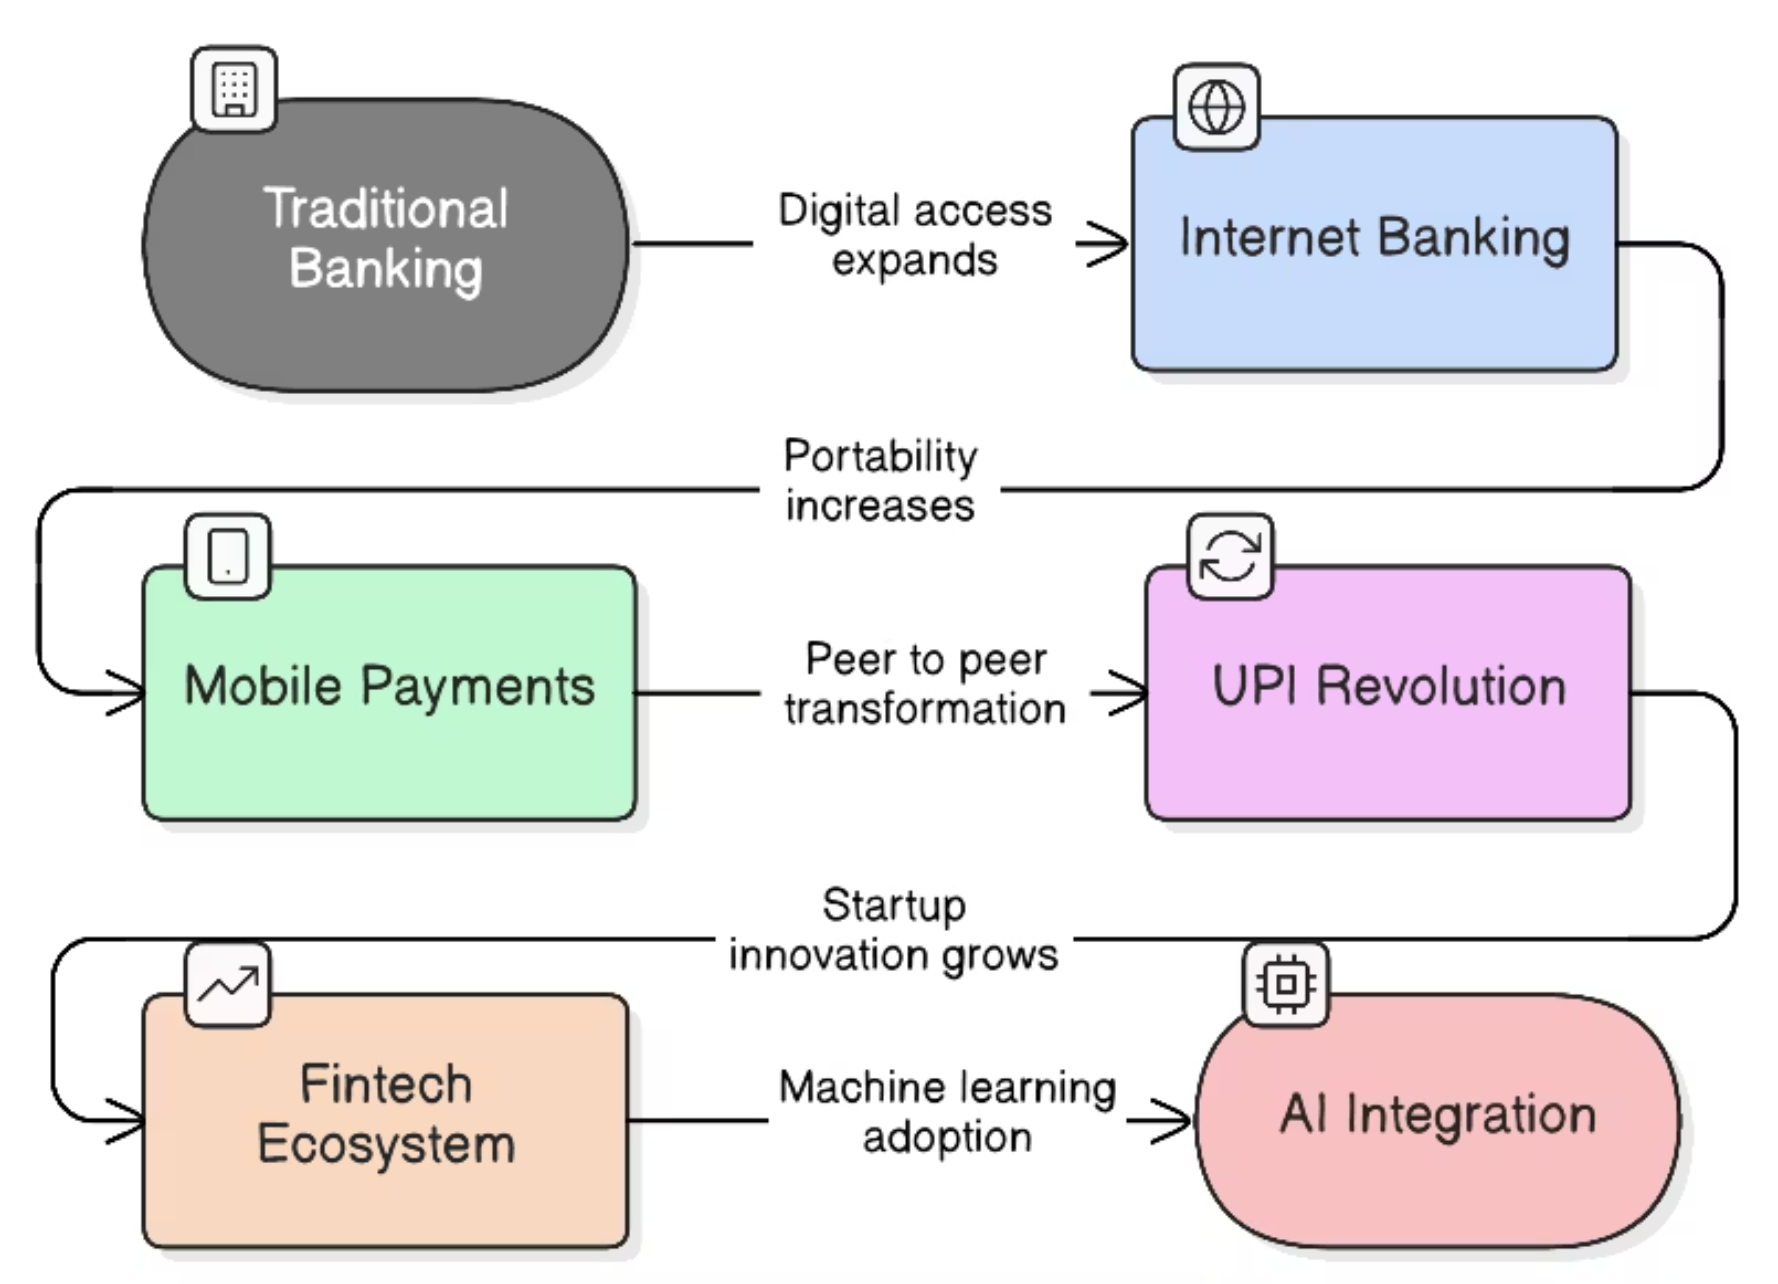 Traditional
Banking
Digital access
expands
Internet Banking
Portability
increases
Mobile Payments
Peer to peer
transformation
UPI Revolution
Startup
innovation grows
Fintech
Ecosystem
Machine learning
adoption
AI Integration